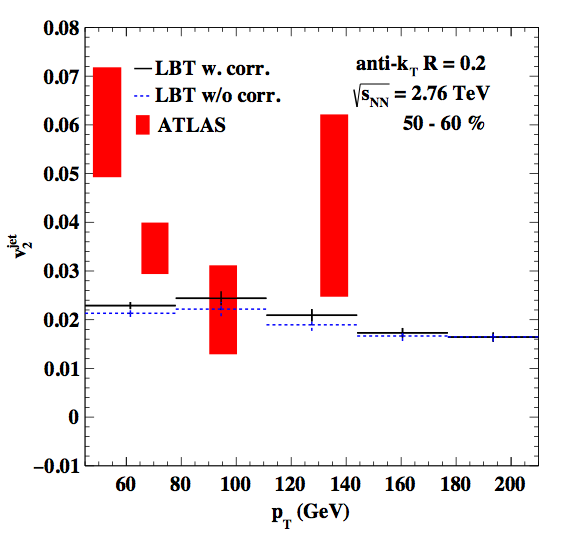 0.08
0.07
0.06
0.05
0.04
0.03
0.02
0.01
0
−0.01
v2^jet
LBT w. corr.
LBT w/o corr.
ATLAS
anti-kT R = 0.2
√sNN = 2.76 TeV
50 - 60 %
60 80 100 120 140 160 180 200
pT (GeV)